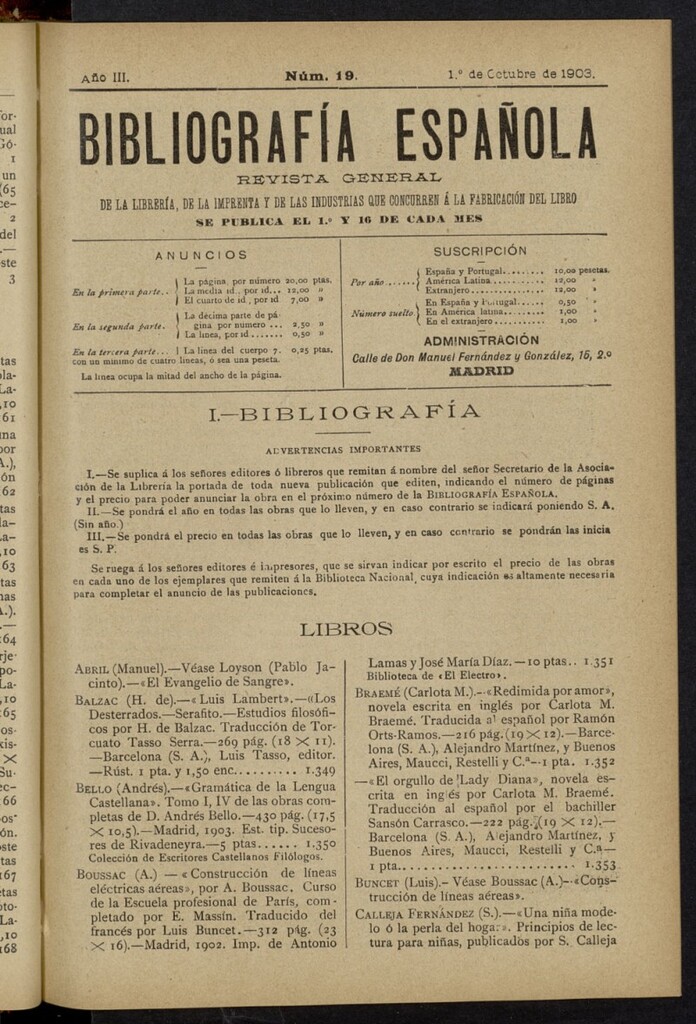 Año III.
Núm. 19.
1.º de Octubre de 1903.
BIBLIOGRAFÍA ESPAÑOLA
REVISTA GENERAL
DE LA LIBRERÍA, DE LA IMPRENTA Y DE LAS INDUSTRIAS QUE CONCURREN Á LA FABRICACIÓN DEL LIBRO
SE PUBLICA EL 1.º Y 16 DE CADA MES
ANUNCIOS
En la primera parte..
La página, por número 20,00 ptas.
La media id., por id... 12,00 »
El cuarto de id., por id. 7,00 »
En la segunda parte.
La décima parte de pá-
gina por número ... 2,50 »
La línea, por id....... 0,50 »
En la tercera parte... | La línea del cuerpo 7. 0,25 ptas.
con un mínimo de cuatro líneas, ó sea una peseta.
La línea ocupa la mitad del ancho de la página.
SUSCRIPCIÓN
Por año......
España y Portugal........ 10,00 pesetas.
América Latina........... 12,00 »
Extranjero............... 12,00 »
Número suelto
En España y Portugal..... 0,50 »
En América latina........ 1,00 »
En el extranjero......... 1,00 »
ADMINISTRACIÓN
Calle de Don Manuel Fernández y González, 15, 2.º
MADRID
I.—BIBLIOGRAFÍA
ADVERTENCIAS IMPORTANTES
I.—Se suplica á los señores editores ó libreros que remitan á nombre del señor Secretario de la Asocia-
ción de la Librería la portada de toda nueva publicación que editen, indicando el número de páginas
y el precio para poder anunciar la obra en el próximo número de la BIBLIOGRAFÍA ESPAÑOLA.
II.—Se pondrá el año en todas las obras que lo lleven, y en caso contrario se indicará poniendo S. A.
(Sin año.)
III.—Se pondrá el precio en todas las obras que lo lleven, y en caso contrario se pondrán las inicia
es S. P.
Se ruega á los señores editores é impresores, que se sirvan indicar por escrito el precio de las obras
en cada uno de los ejemplares que remiten á la Biblioteca Nacional, cuya indicación es altamente necesaria
para completar el anuncio de las publicaciones.
LIBROS
ABRIL (Manuel).—Véase Loyson (Pablo Ja-
cinto).—«El Evangelio de Sangre».
BALZAC (H. de).—«Luis Lambert».—«Los
Desterrados.—Serafito.—Estudios filosófi-
cos por H. de Balzac. Traducción de Tor-
cuato Tasso Serra.—269 pág. (18 × 11).
—Barcelona (S. A.), Luis Tasso, editor.
—Rúst. 1 pta. y 1,50 enc.......... 1.349
BELLO (Andrés).—«Gramática de la Lengua
Castellana». Tomo I, IV de las obras com-
pletas de D. Andrés Bello.—430 pág. (17,5
× 10,5).—Madrid, 1903. Est. tip. Suceso-
res de Rivadeneyra.—5 ptas...... 1.350
Colección de Escritores Castellanos Filólogos.
BOUSSAC (A.) — «Construcción de líneas
eléctricas aéreas», por A. Boussac. Curso
de la Escuela profesional de París, com-
pletado por E. Massín. Traducido del
francés por Luis Buncet.—312 pág. (23
× 16).—Madrid, 1902. Imp. de Antonio
Lamas y José María Díaz. — 10 ptas.. 1.351
Biblioteca de «El Electro».
BRAEMÉ (Carlota M.).—«Redimida por amor»,
novela escrita en inglés por Carlota M.
Braemé. Traducida al español por Ramón
Orts-Ramos.—216 pág. (19 × 12).—Barce-
lona (S. A.), Alejandro Martínez, y Buenos
Aires, Maucci, Restelli y C.ª—1 pta. 1.352
—«El orgullo de Lady Diana», novela es-
crita en inglés por Carlota M. Braemé.
Traducción al español por el bachiller
Sansón Carrasco.—222 pág. (19 × 12).—
Barcelona (S. A.), Alejandro Martínez, y
Buenos Aires, Maucci, Restelli y C.ª—
1 pta............................ 1.353
BUNCET (Luis).- Véase Boussac (A.)—«Cons-
trucción de líneas aéreas».
CALLEJA FERNÁNDEZ (S.).—«Una niña mode-
lo ó la perla del hogar». Principios de lec-
tura para niñas, publicados por S. Calleja